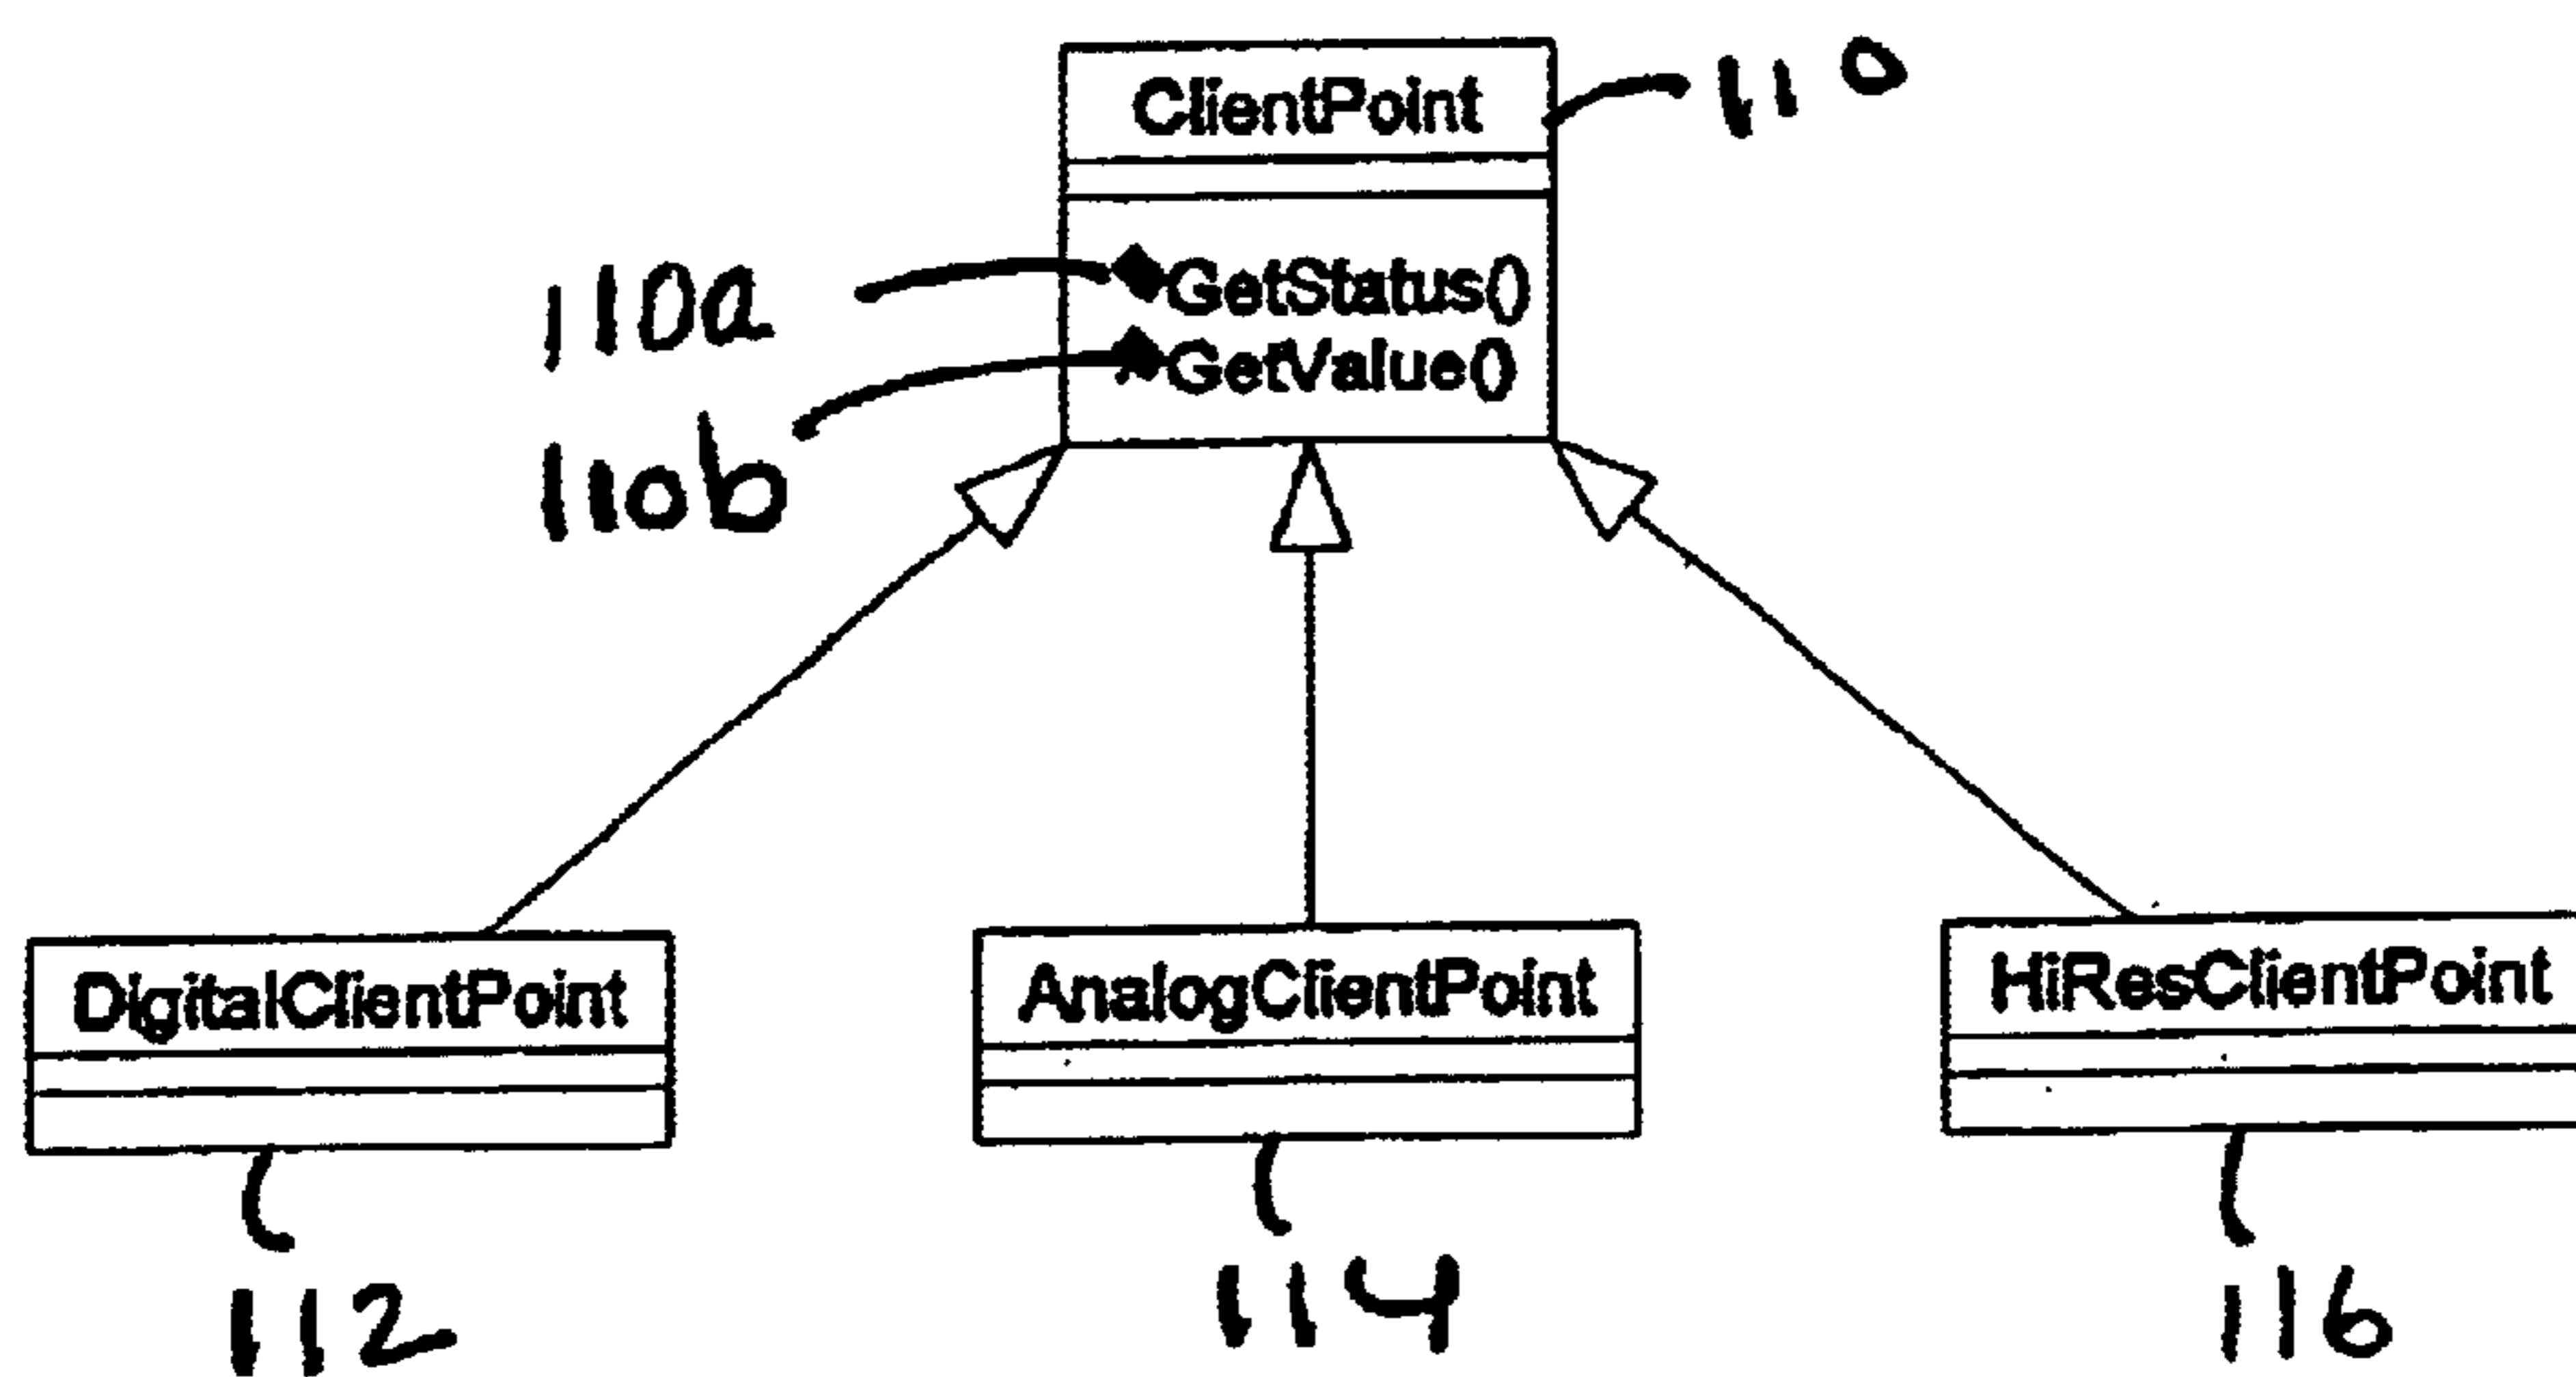 ClientPoint
110
110a
GetStatus()
110b
GetValue()
DigitalClientPoint
AnalogClientPoint
HiResClientPoint
112
114
116